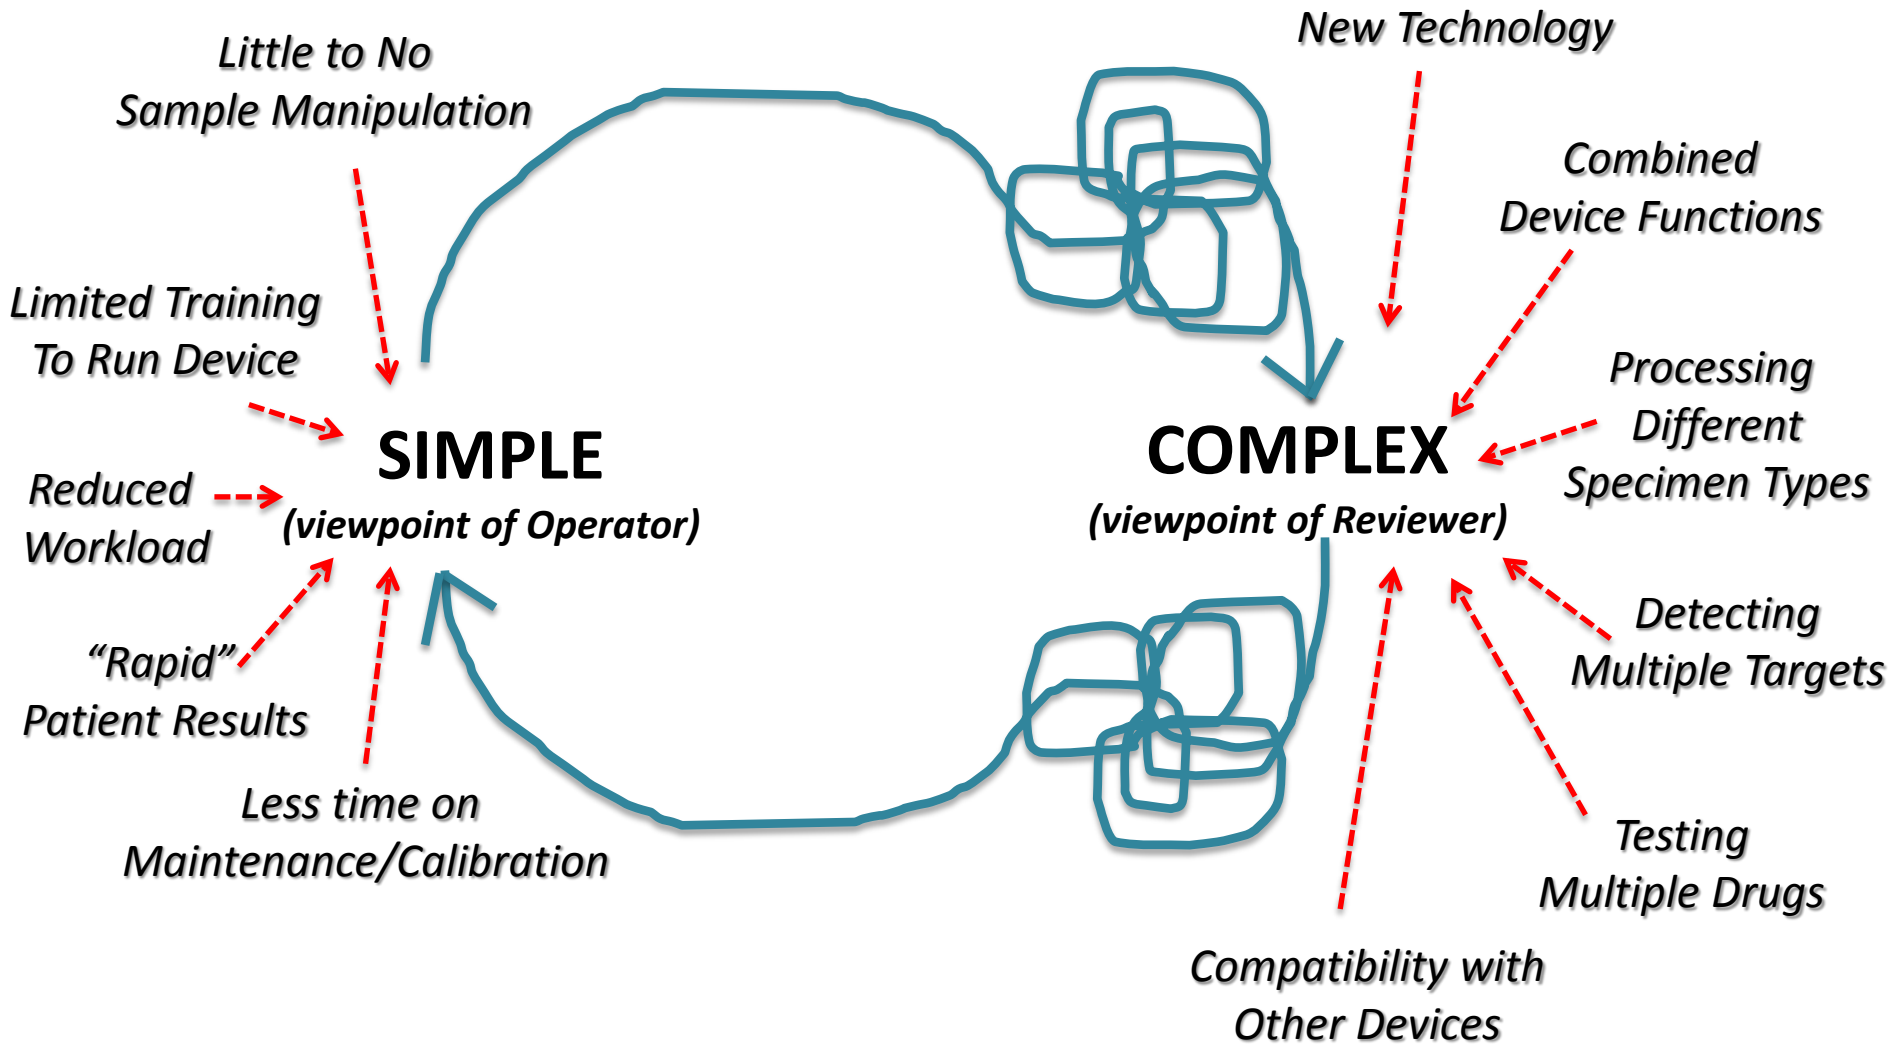 Little to No
Sample Manipulation
Limited Training
To Run Device
SIMPLE
(viewpoint of Operator)
Reduced
Workload
“Rapid”
Patient Results
Less time on
Maintenance/Calibration
New Technology
Combined
Device Functions
COMPLEX
(viewpoint of Reviewer)
Processing
Different
Specimen Types
Detecting
Multiple Targets
Testing
Multiple Drugs
Compatibility with
Other Devices